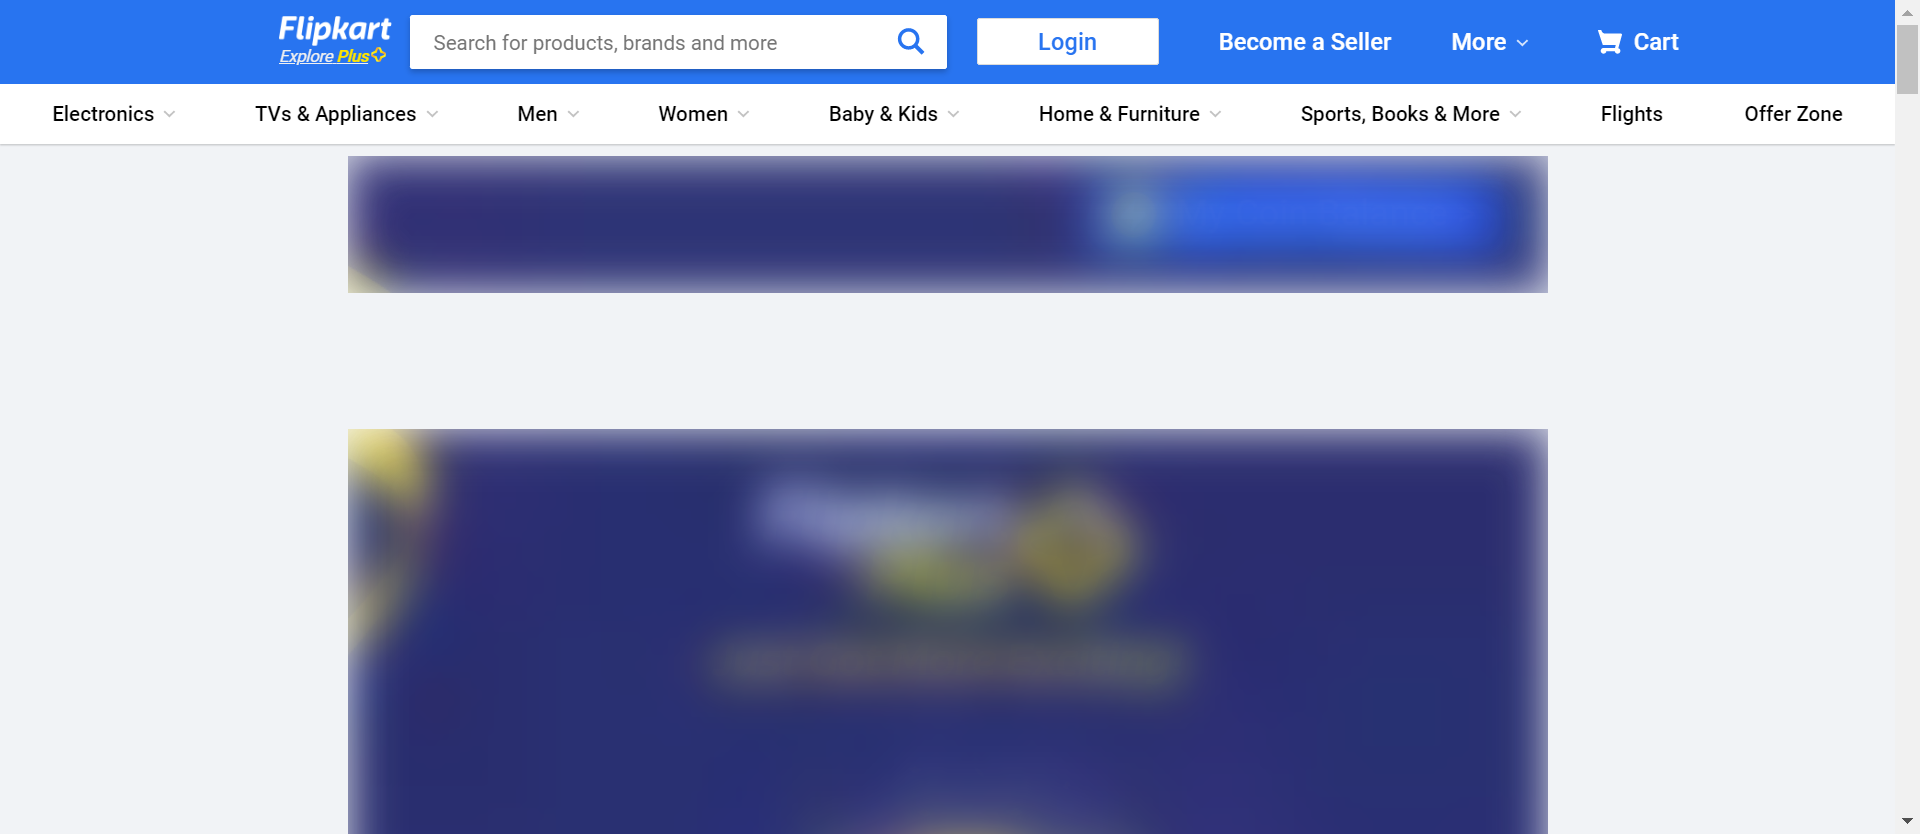 Flipkart
Explore Plus
Search for products, brands and more
Login
Become a Seller
More
Cart
Electronics
TVs & Appliances
Men
Women
Baby & Kids
Home & Furniture
Sports, Books & More
Flights
Offer Zone